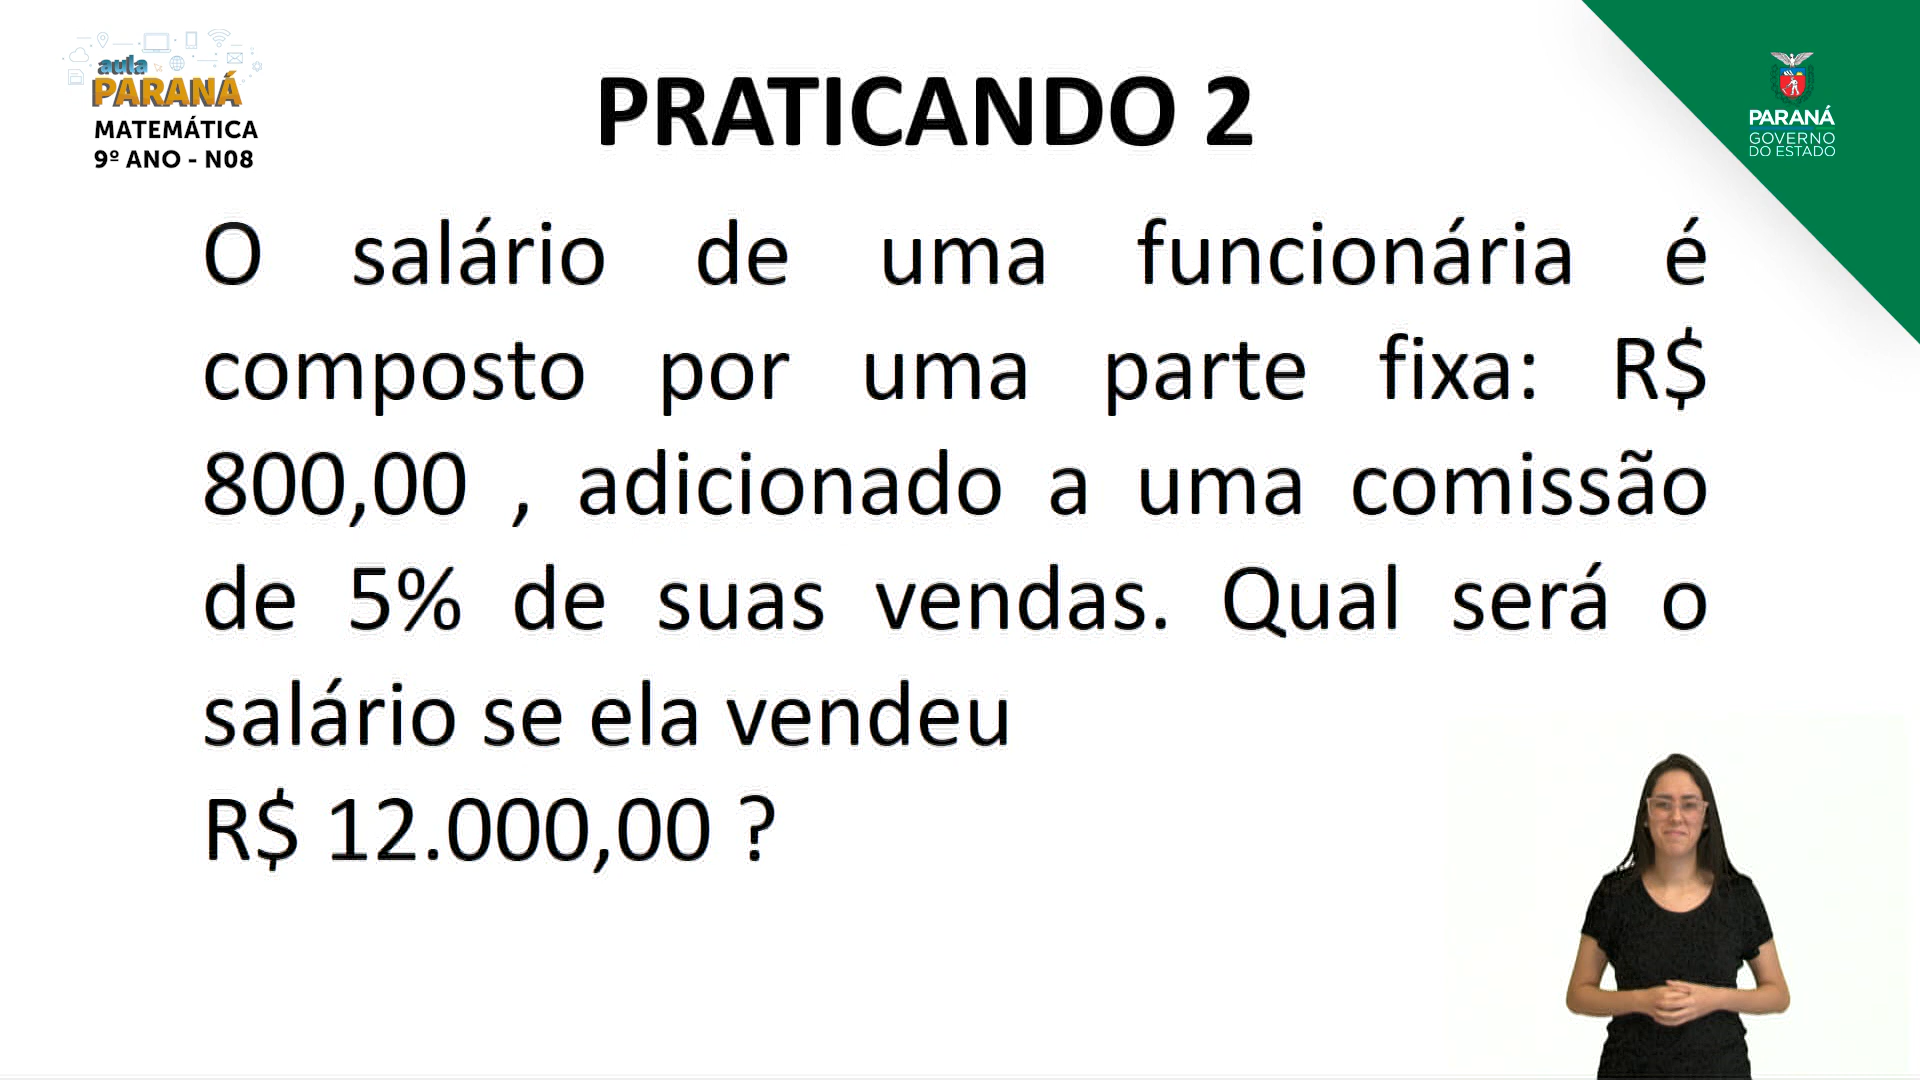 aula
PARANÁ
MATEMÁTICA
9º ANO - N08
PRATICANDO 2
PARANÁ
GOVERNO
DO ESTADO
O salário de uma funcionária é
composto por uma parte fixa: R$
800,00 , adicionado a uma comissão
de 5% de suas vendas. Qual será o
salário se ela vendeu
R$ 12.000,00 ?